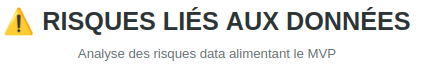 ⚠️ RISQUES LIÉS AUX DONNÉES
Analyse des risques data alimentant le MVP